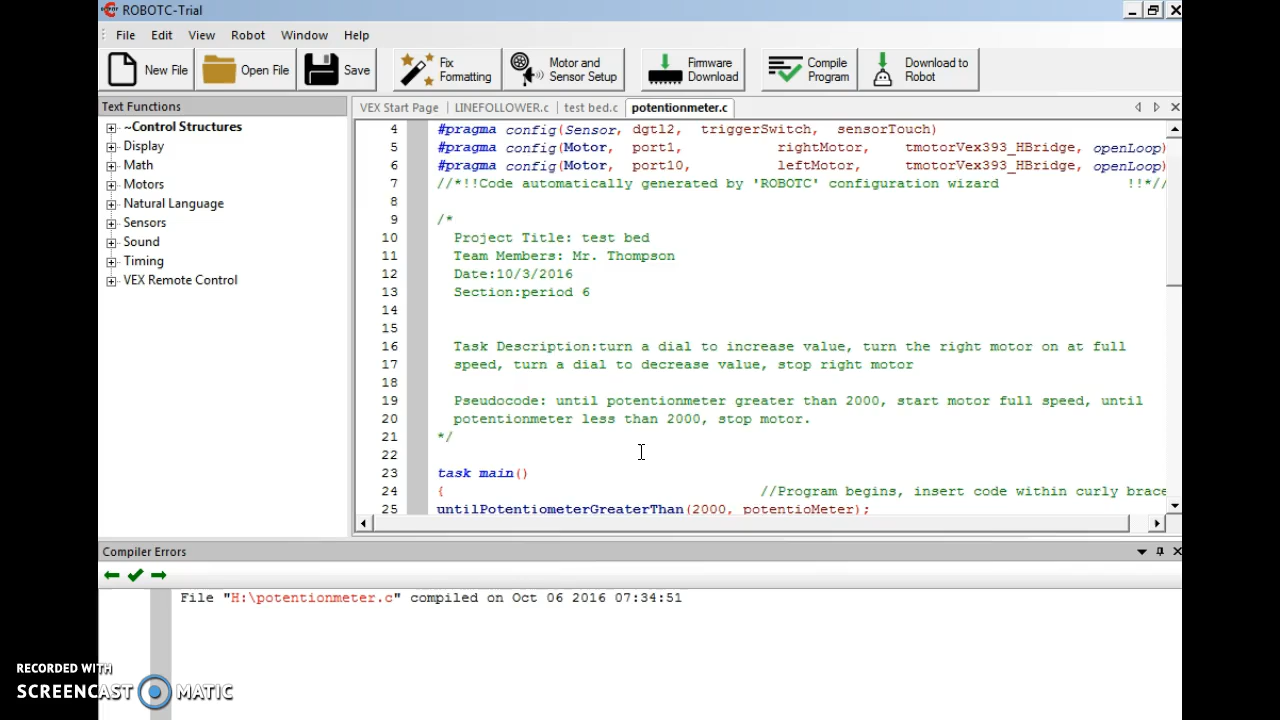 ROBOTC-Trial
File Edit View Robot Window Help
New File Open File Save Fix Formatting Motor and Sensor Setup Firmware Download Compile Program Download to Robot
Text Functions
VEX Start Page LINEFOLLOWER.c test bed.c potentionmeter.c
~Control Structures
Display
Math
Motors
Natural Language
Sensors
Sound
Timing
VEX Remote Control
4 #pragma config(Sensor, dgtl2, triggerSwitch, sensorTouch)
5 #pragma config(Motor, port1, rightMotor, tmotorVex393_HBridge, openLoop)
6 #pragma config(Motor, port10, leftMotor, tmotorVex393_HBridge, openLoop)
7 //*!!Code automatically generated by 'ROBOTC' configuration wizard !!*//
8
9 /*
10 Project Title: test bed
11 Team Members: Mr. Thompson
12 Date:10/3/2016
13 Section:period 6
14
15
16 Task Description:turn a dial to increase value, turn the right motor on at full
17 speed, turn a dial to decrease value, stop right motor
18
19 Pseudocode: until potentionmeter greater than 2000, start motor full speed, until
20 potentionmeter less than 2000, stop motor.
21 */
22
23 task main()
24 { //Program begins, insert code within curly brace
25 untilPotentiometerGreaterThan(2000, potentioMeter);
Compiler Errors
File "H:\potentionmeter.c" compiled on Oct 06 2016 07:34:51
RECORDED WITH
SCREENCAST MATIC